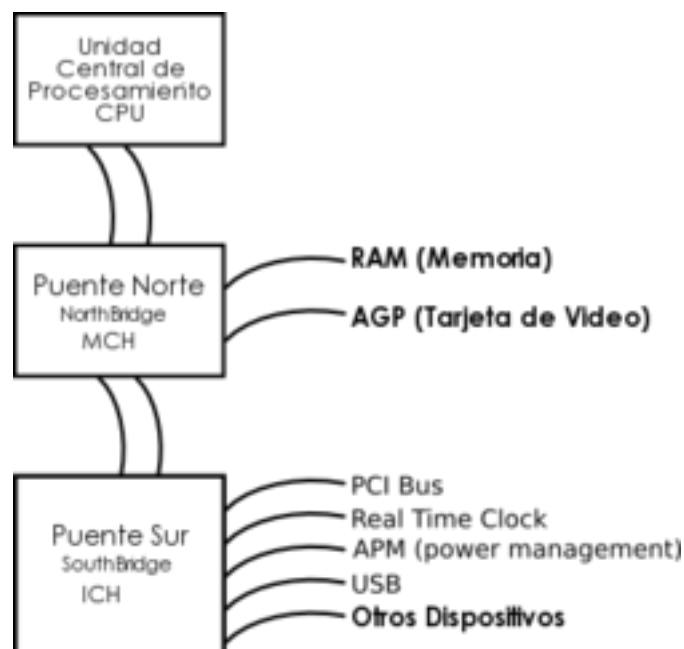 Unidad
Central de
Procesamiento
CPU
Puente Norte
NorthBridge
MCH
RAM (Memoria)
AGP (Tarjeta de Video)
Puente Sur
SouthBridge
ICH
PCI Bus
Real Time Clock
APM (power management)
USB
Otros Dispositivos